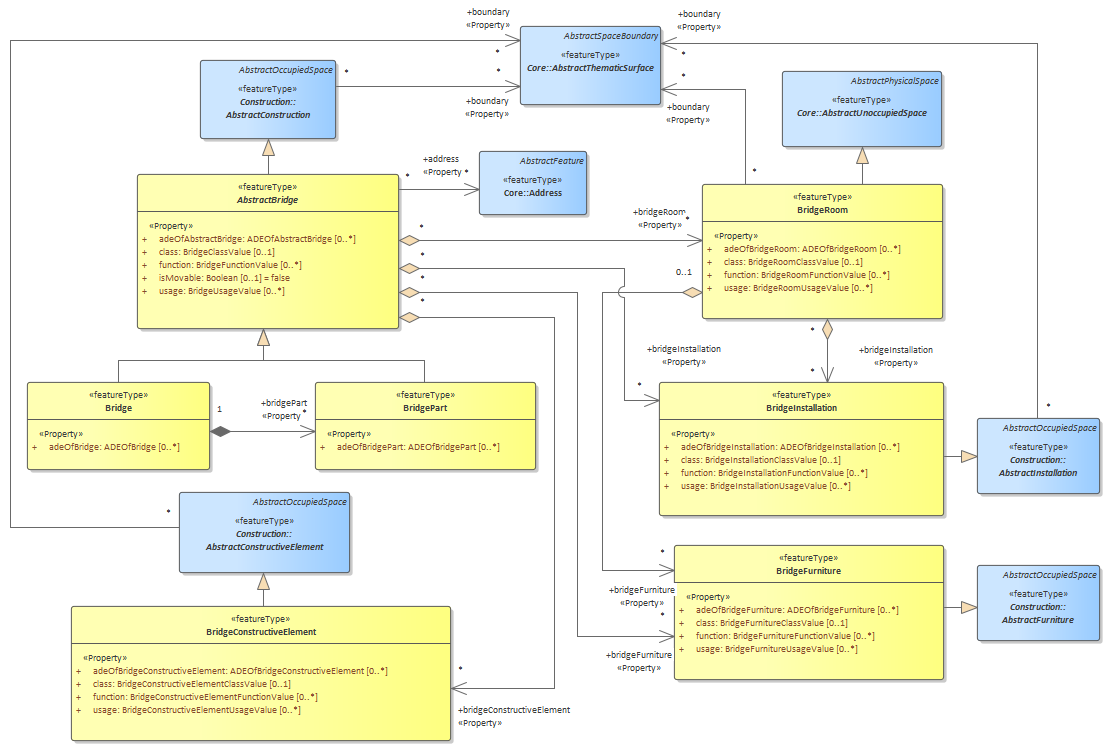 +boundary
«Property»
*
AbstractSpaceBoundary
«featureType»
Core::AbstractThematicSurface
+boundary
«Property»
*
AbstractOccupiedSpace
«featureType»
Construction::
AbstractConstruction
*
*
+boundary
«Property»
*
+boundary
«Property»
AbstractPhysicalSpace
«featureType»
Core::AbstractUnoccupiedSpace
*
«featureType»
AbstractBridge
«Property»
+ adeOfAbstractBridge: ADEOfAbstractBridge [0..*]
+ class: BridgeClassValue [0..1]
+ function: BridgeFunctionValue [0..*]
+ isMovable: Boolean [0..1] = false
+ usage: BridgeUsageValue [0..*]
*
+address
«Property»
*
AbstractFeature
«featureType»
Core::Address
*
+bridgeRoom
«Property»
*
*
*
*
«featureType»
BridgeRoom
«Property»
+ adeOfBridgeRoom: ADEOfBridgeRoom [0..*]
+ class: BridgeRoomClassValue [0..1]
+ function: BridgeRoomFunctionValue [0..*]
+ usage: BridgeRoomUsageValue [0..*]
0..1
*
+bridgeInstallation
«Property»
*
+bridgeInstallation
«Property»
*
«featureType»
Bridge
«Property»
+ adeOfBridge: ADEOfBridge [0..*]
1
+bridgePart
«Property»
*
«featureType»
BridgePart
«Property»
+ adeOfBridgePart: ADEOfBridgePart [0..*]
«featureType»
BridgeInstallation
«Property»
+ adeOfBridgeInstallation: ADEOfBridgeInstallation [0..*]
+ class: BridgeInstallationClassValue [0..1]
+ function: BridgeInstallationFunctionValue [0..*]
+ usage: BridgeInstallationUsageValue [0..*]
*
AbstractOccupiedSpace
«featureType»
Construction::
AbstractInstallation
*
AbstractOccupiedSpace
«featureType»
Construction::
AbstractConstructiveElement
*
+bridgeFurniture
«Property»
*
+bridgeFurniture
«Property»
«featureType»
BridgeFurniture
«Property»
+ adeOfBridgeFurniture: ADEOfBridgeFurniture [0..*]
+ class: BridgeFurnitureClassValue [0..1]
+ function: BridgeFurnitureFunctionValue [0..*]
+ usage: BridgeFurnitureUsageValue [0..*]
AbstractOccupiedSpace
«featureType»
Construction::
AbstractFurniture
«featureType»
BridgeConstructiveElement
«Property»
+ adeOfBridgeConstructiveElement: ADEOfBridgeConstructiveElement [0..*]
+ class: BridgeConstructiveElementClassValue [0..1]
+ function: BridgeConstructiveElementFunctionValue [0..*]
+ usage: BridgeConstructiveElementUsageValue [0..*]
*
+bridgeConstructiveElement
«Property»